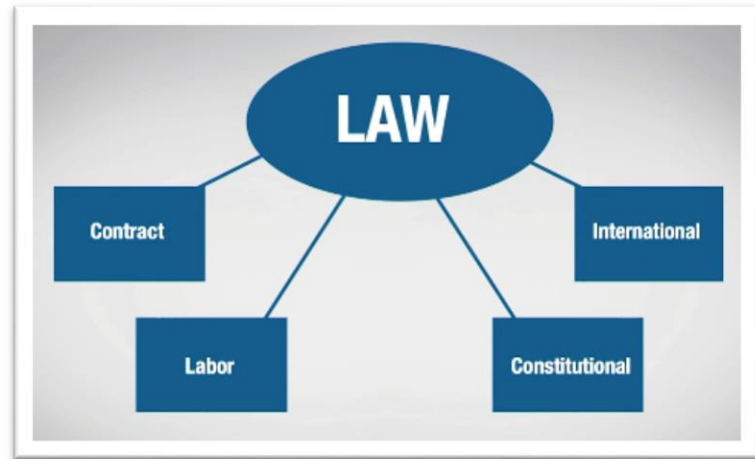 LAW
Contract
International
Labor
Constitutional